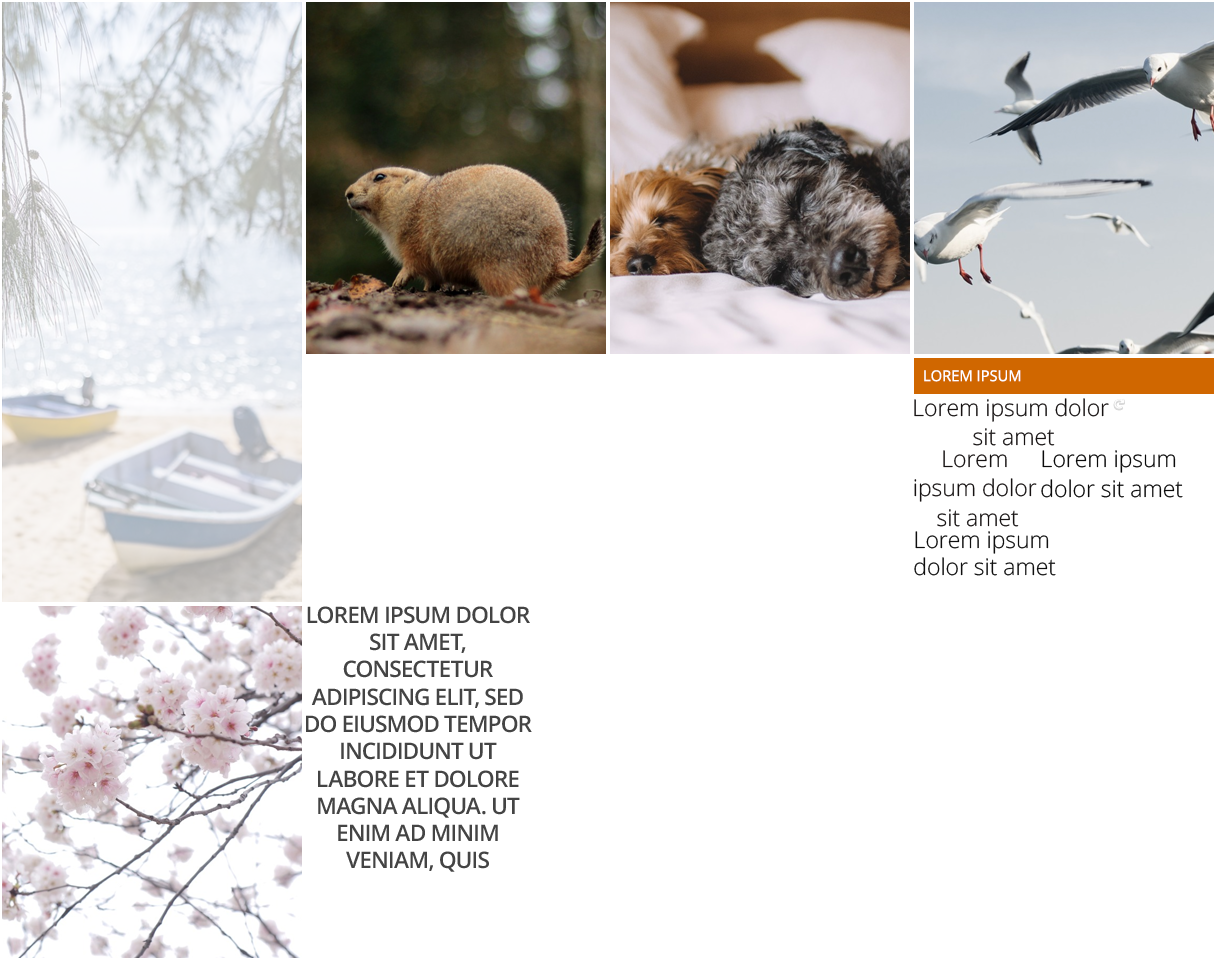 LOREM IPSUM
Lorem ipsum dolor
sit amet
Lorem
ipsum dolor
sit amet
Lorem ipsum
dolor sit amet
Lorem ipsum
dolor sit amet
LOREM IPSUM DOLOR
SIT AMET,
CONSECTETUR
ADIPISCING ELIT, SED
DO EIUSMOD TEMPOR
INCIDIDUNT UT
LABORE ET DOLORE
MAGNA ALIQUA. UT
ENIM AD MINIM
VENIAM, QUIS